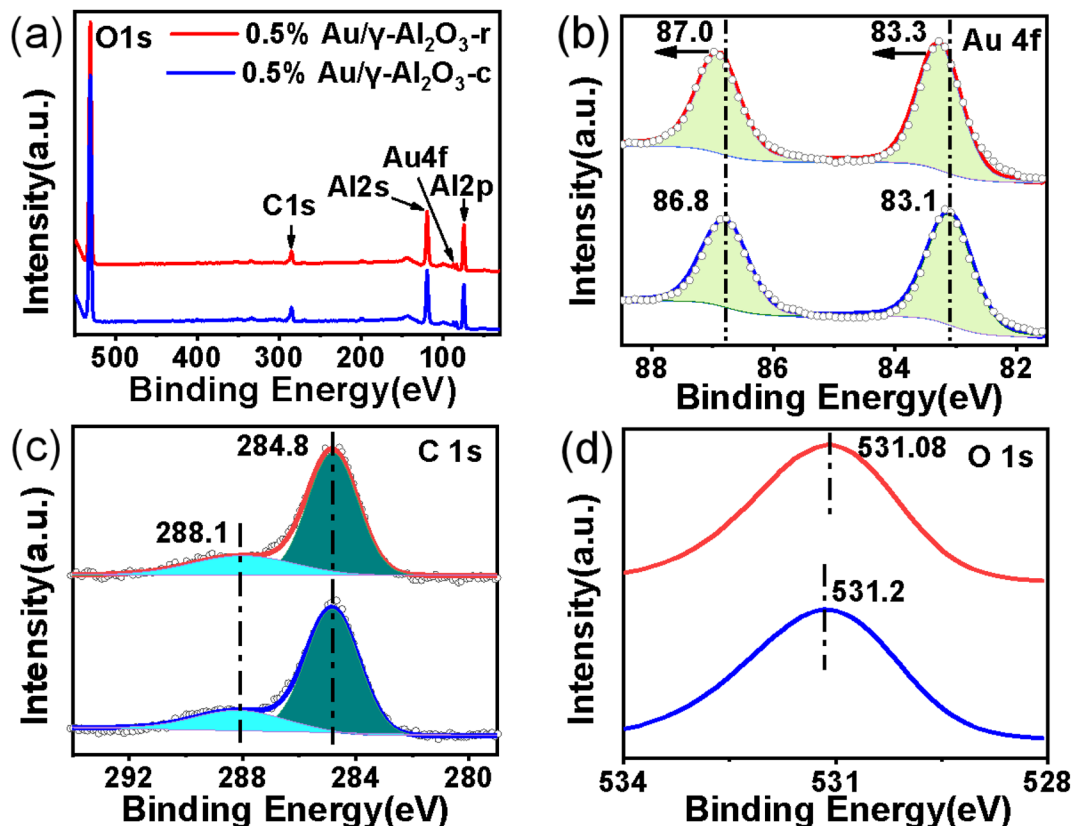 (a)
O1s
0.5% Au/γ-Al₂O₃-r
0.5% Au/γ-Al₂O₃-c
Au4f
Al2s
Al2p
C1s
Intensity(a.u.)
500 400 300 200 100
Binding Energy(eV)
(b)
87.0
83.3
Au 4f
86.8
83.1
Intensity(a.u.)
88 86 84 82
Binding Energy(eV)
(c)
284.8
C 1s
288.1
Intensity(a.u.)
292 288 284 280
Binding Energy(eV)
(d)
531.08
O 1s
531.2
Intensity(a.u.)
534 531 528
Binding Energy(eV)